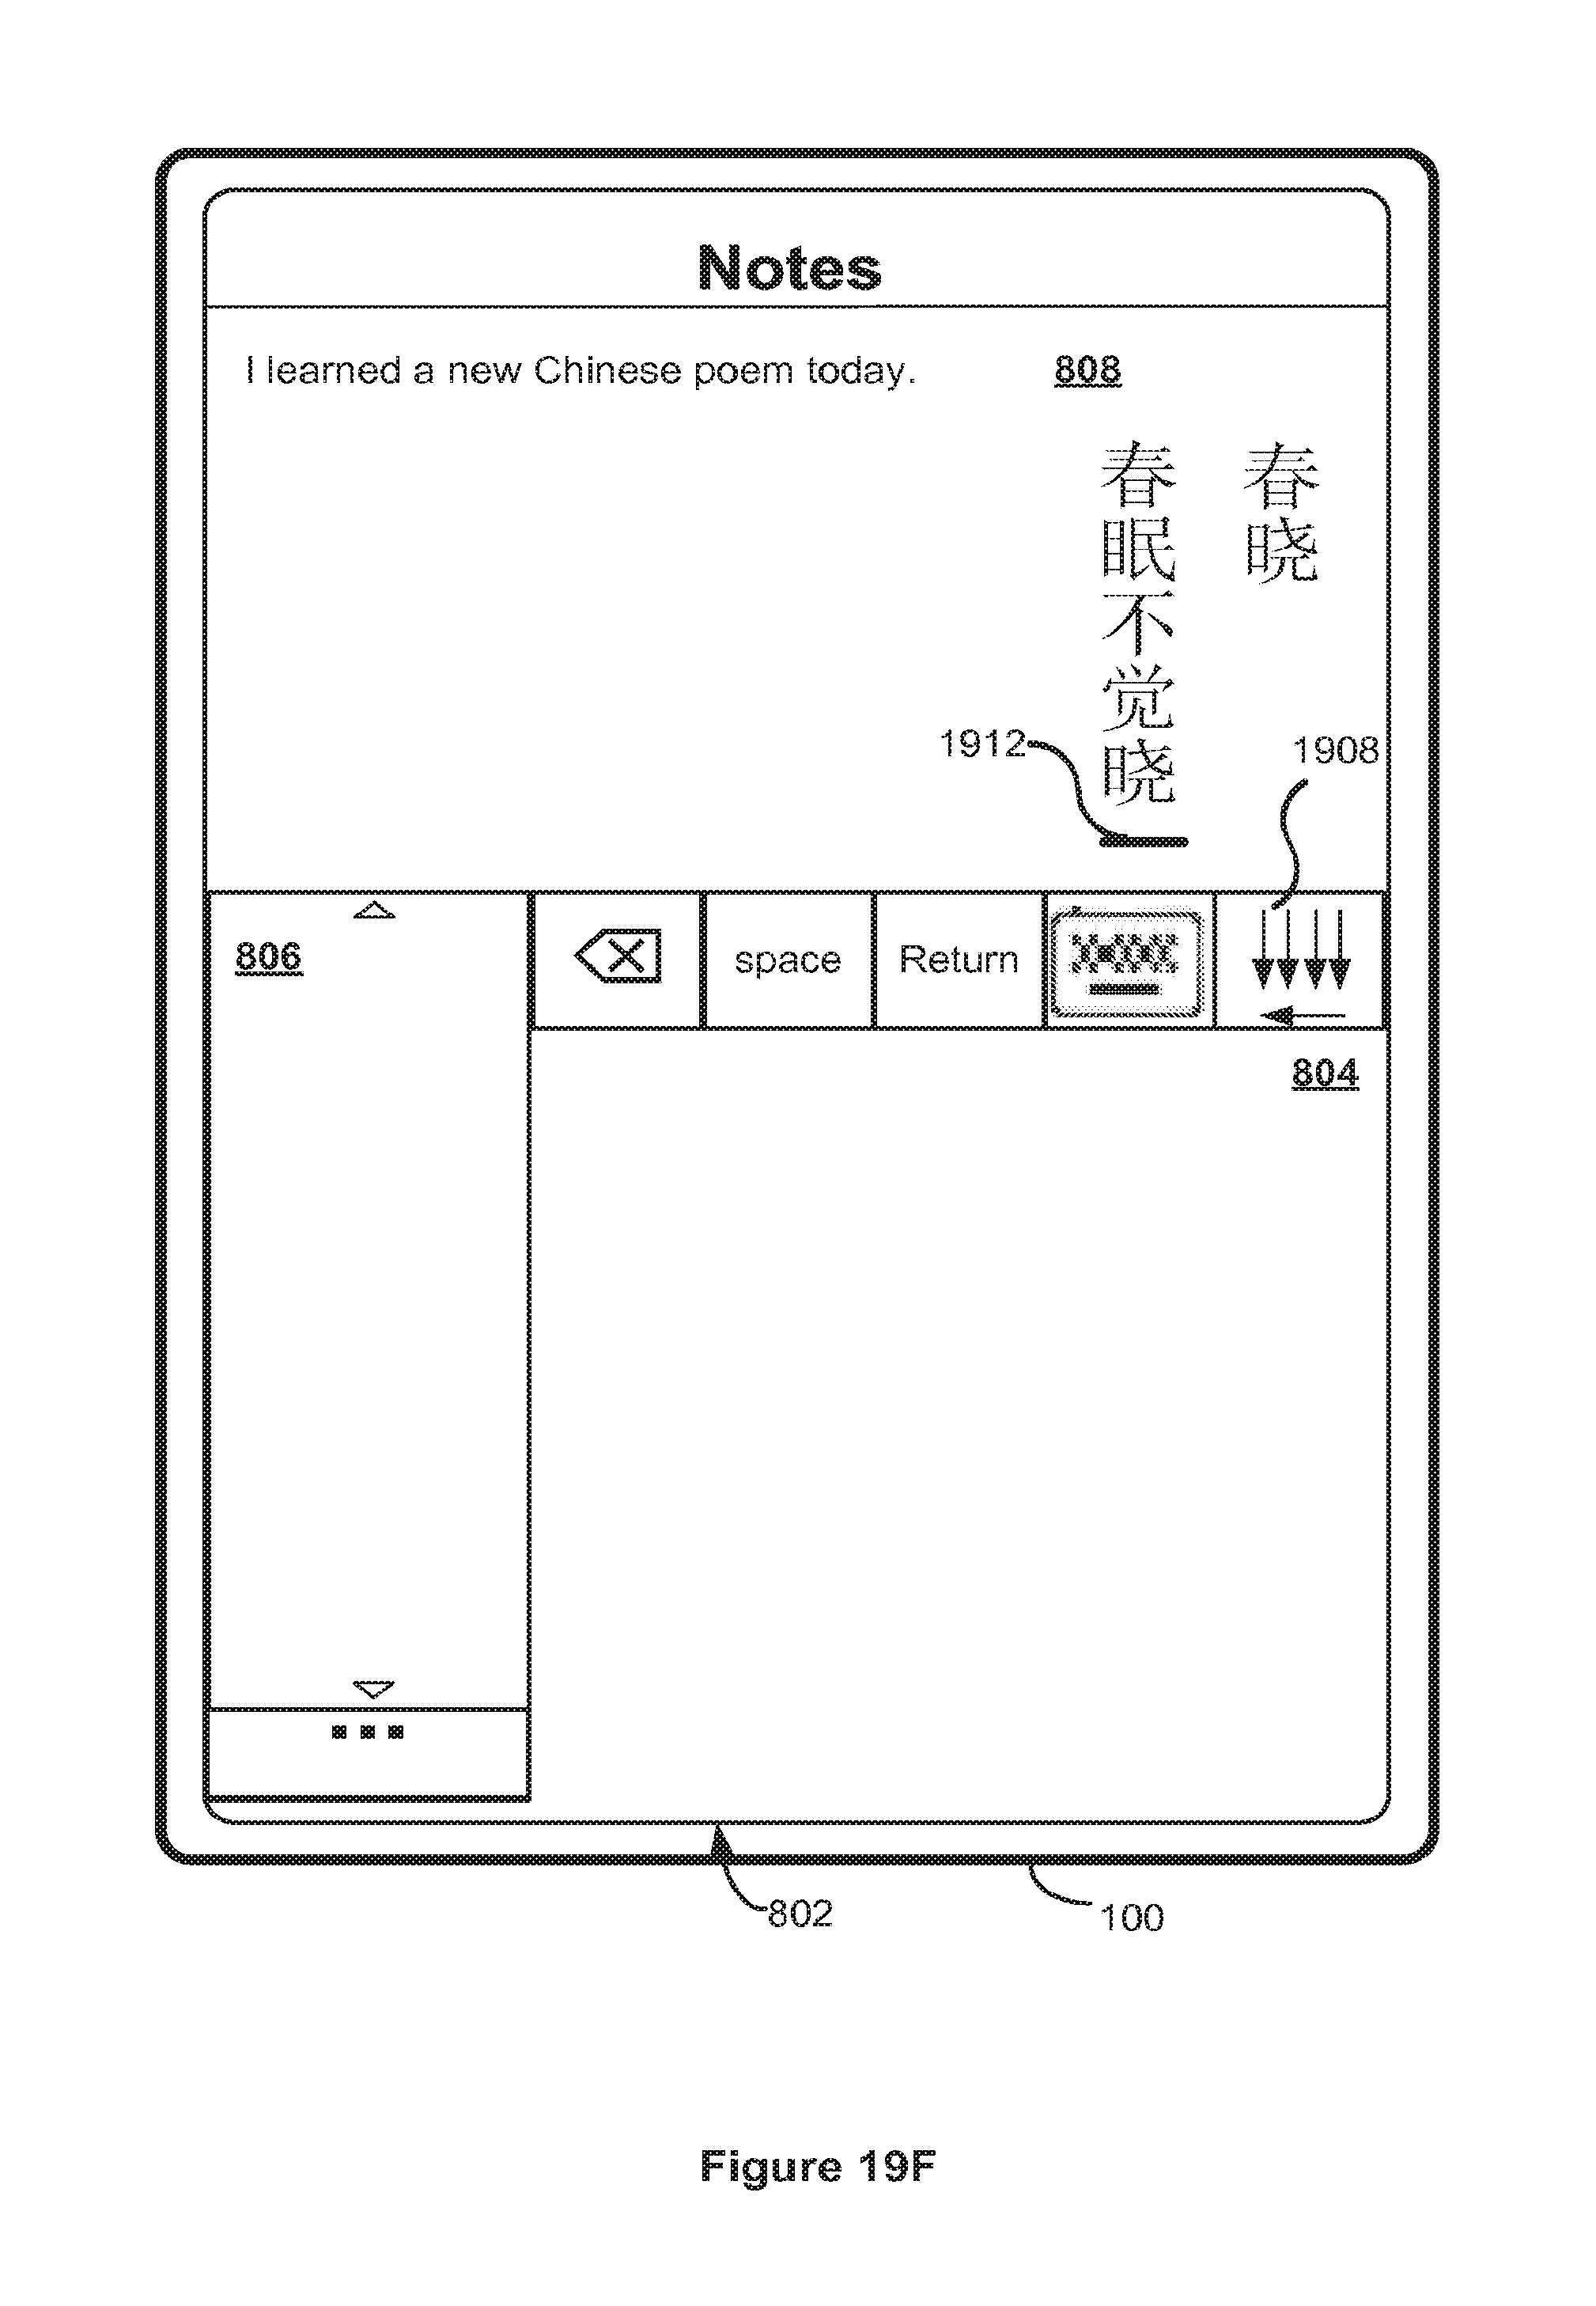 Notes
I learned a new Chinese poem today.
808
春晓
春眠不觉晓
1912
1908
806
space
Return
804
802
100
Figure 19F